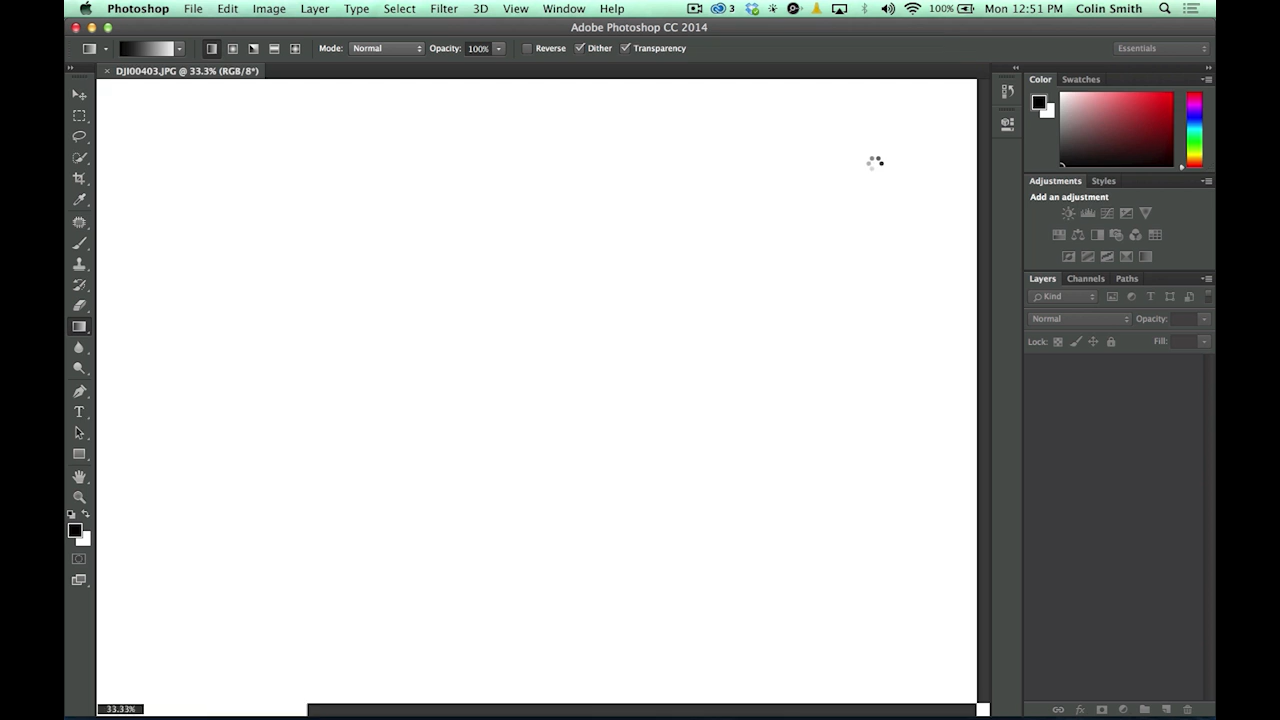 Photoshop File Edit Image Layer Type Select Filter 3D View Window Help 3 100% Mon 12:51 PM Colin Smith
Adobe Photoshop CC 2014
Mode: Normal Opacity: 100% Reverse Dither Transparency Essentials
× DJI00403.JPG @ 33.3% (RGB/8*)
Color Swatches
Adjustments Styles
Add an adjustment
Layers Channels Paths
Kind T
Normal Opacity:
Lock: Fill:
T
33.33%
fx